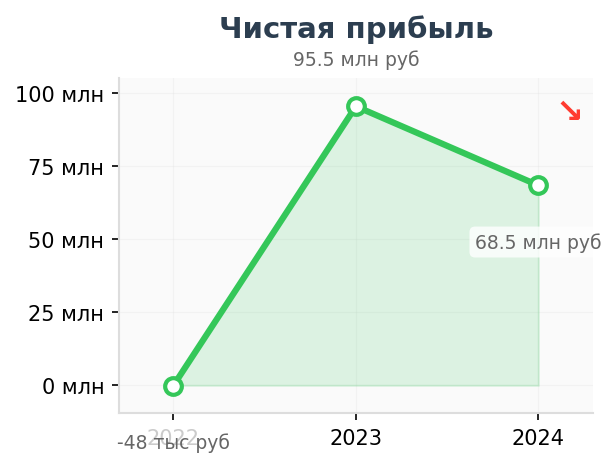 Чистая прибыль
95.5 млн руб
100 млн
75 млн
50 млн
68.5 млн руб
25 млн
0 млн
2022
2023
2024
-48 тыс руб